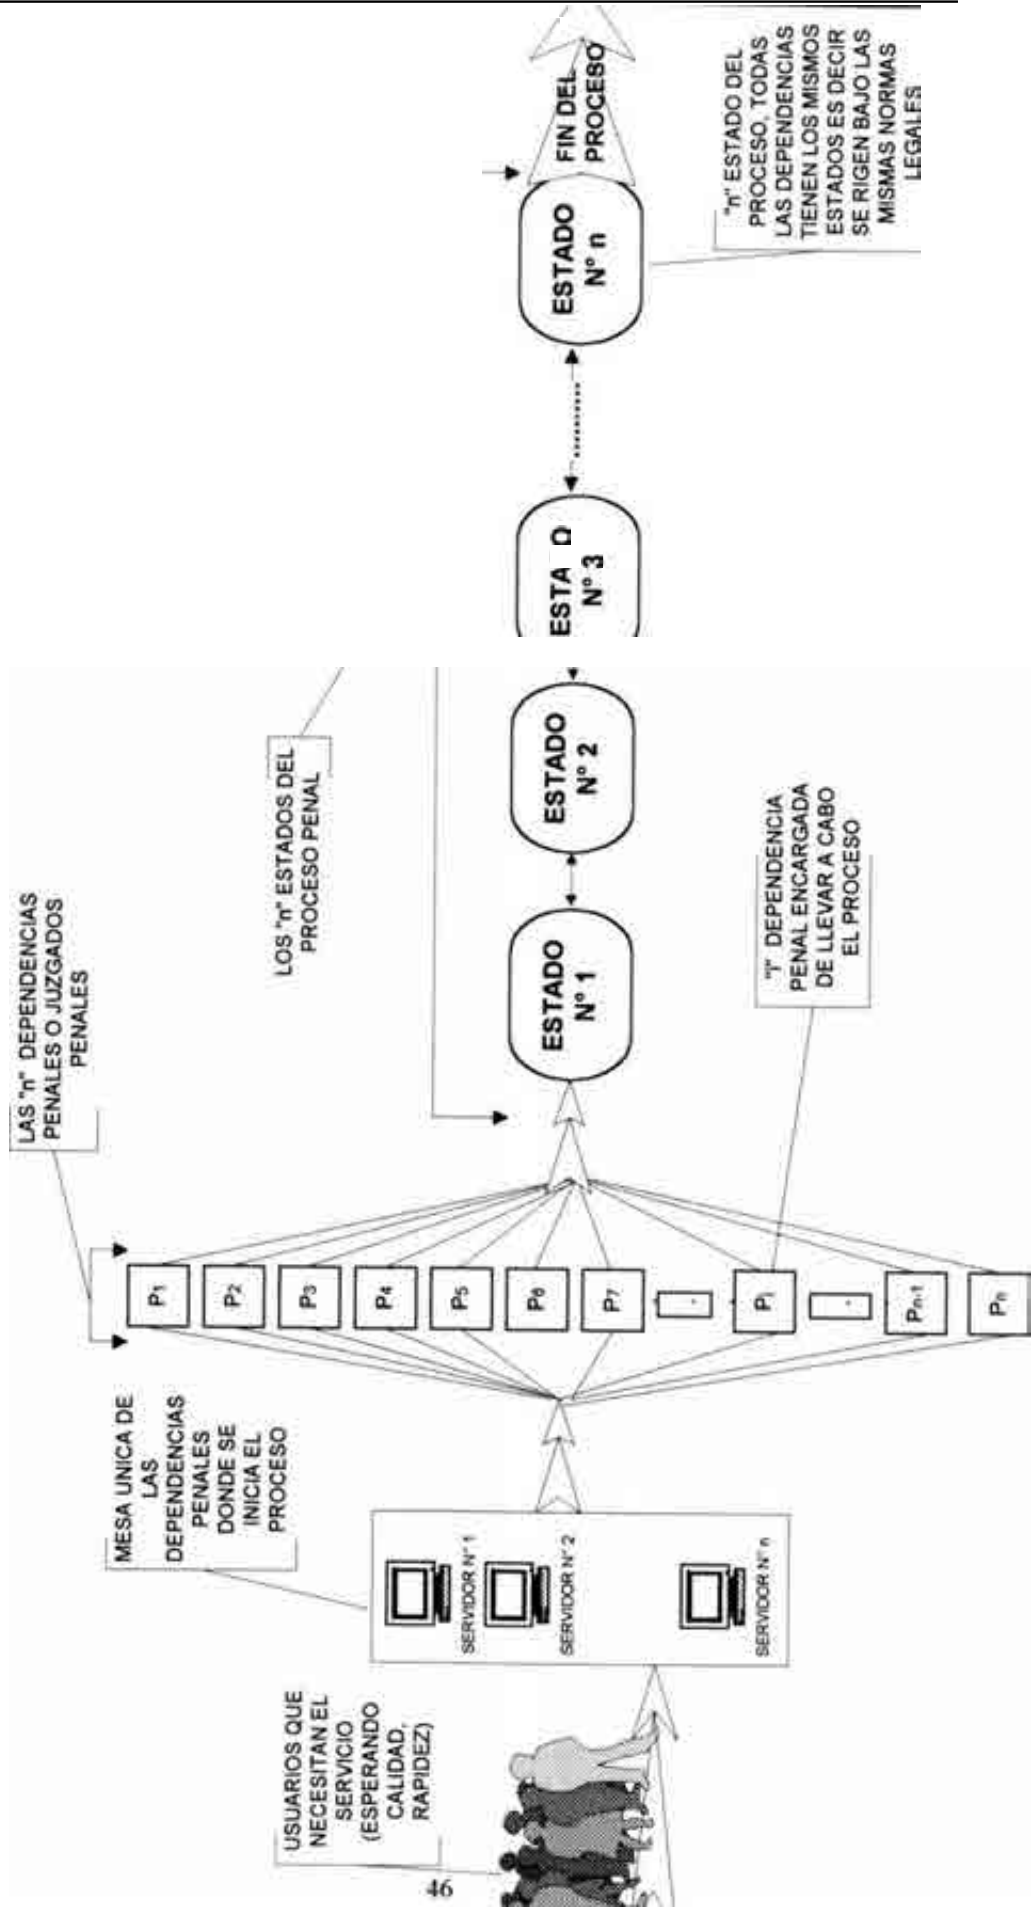 USUARIOS QUE
NECESITAN EL
SERVICIO
(ESPERANDO
CALIDAD,
RAPIDEZ)
46
MESA UNICA DE
LAS
DEPENDENCIAS
PENALES
DONDE SE
INICIA EL
PROCESO
SERVIDOR N° 1
SERVIDOR N° 2
SERVIDOR N° n
LAS "n" DEPENDENCIAS
PENALES O JUZGADOS
PENALES
P1
P2
P3
P4
P5
P6
P7
.
Pi
.
Pn-1
Pn
"i" DEPENDENCIA
PENAL ENCARGADA
DE LLEVAR A CABO
EL PROCESO
LOS "n" ESTADOS DEL
PROCESO PENAL
ESTADO
N° 1
ESTADO
N° 2
ESTA O
N° 3
ESTADO
N° n
FIN DEL
PROCESO
"n" ESTADO DEL
PROCESO, TODAS
LAS DEPENDENCIAS
TIENEN LOS MISMOS
ESTADOS ES DECIR
SE RIGEN BAJO LAS
MISMAS NORMAS
LEGALES